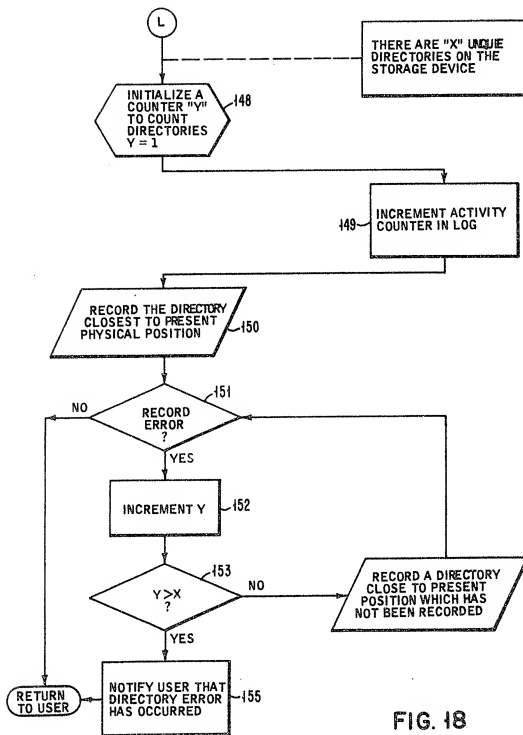 L
THERE ARE "X" UNQUE
DIRECTORIES ON THE
STORAGE DEVICE
INITIALIZE A
COUNTER "Y"
TO COUNT
DIRECTORIES
Y = 1
148
INCREMENT ACTIVITY
COUNTER IN LOG
149
RECORD THE DIRECTORY
CLOSEST TO PRESENT
PHYSICAL POSITION
150
151
NO
RECORD
ERROR
?
YES
INCREMENT Y
152
153
Y>X
?
NO
RECORD A DIRECTORY
CLOSE TO PRESENT
POSITION WHICH HAS
NOT BEEN RECORDED
YES
NOTIFY USER THAT
DIRECTORY ERROR
HAS OCCURRED
155
RETURN
TO USER
FIG. 18